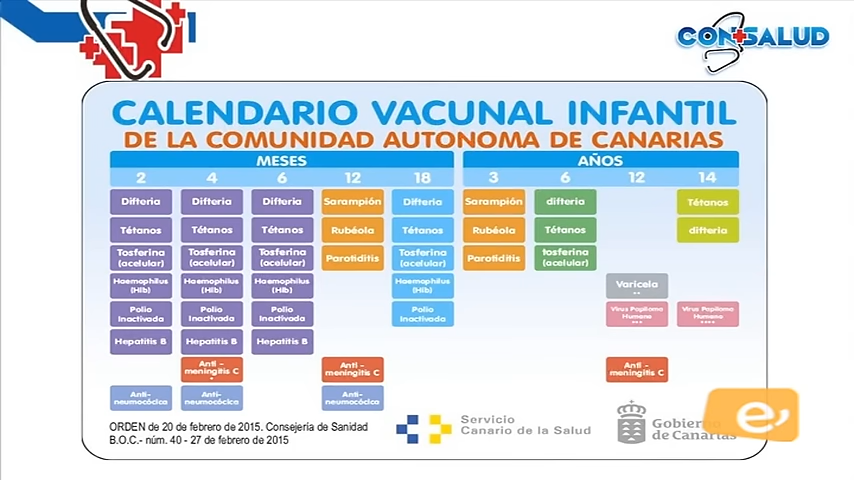 CON+SALUD
CALENDARIO VACUNAL INFANTIL
DE LA COMUNIDAD AUTONOMA DE CANARIAS
MESES AÑOS
2 4 6 12 18 3 6 12 14
Difteria Difteria Difteria Sarampión Difteria Sarampión difteria Tétanos
Tétanos Tétanos Tétanos Rubéola Tétanos Rubéola Tétanos difteria
Tosferina Tosferina Tosferina Parotiditis Tosferina Parotiditis tosferina
(acelular) (acelular) (acelular) (acelular) (acelular)
Haemophilus Haemophilus Haemophilus Haemophilus Varicela
(HIb) (HIb) (HIb) (HIb) **
Polio Polio Polio Polio Virus Papiloma Virus Papiloma
Inactivada Inactivada Inactivada Inactivada Humano Humano
*** ****
Hepatitis B Hepatitis B Hepatitis B
Anti - Anti - Anti -
meningitis C meningitis C meningitis C
*
Anti- Anti- Anti-
neumocócica neumocócica neumocócica
ORDEN de 20 de febrero de 2015. Consejería de Sanidad
B.O.C.- núm. 40 - 27 de febrero de 2015
Servicio
Canario de la Salud
Gobierno
de Canarias
e